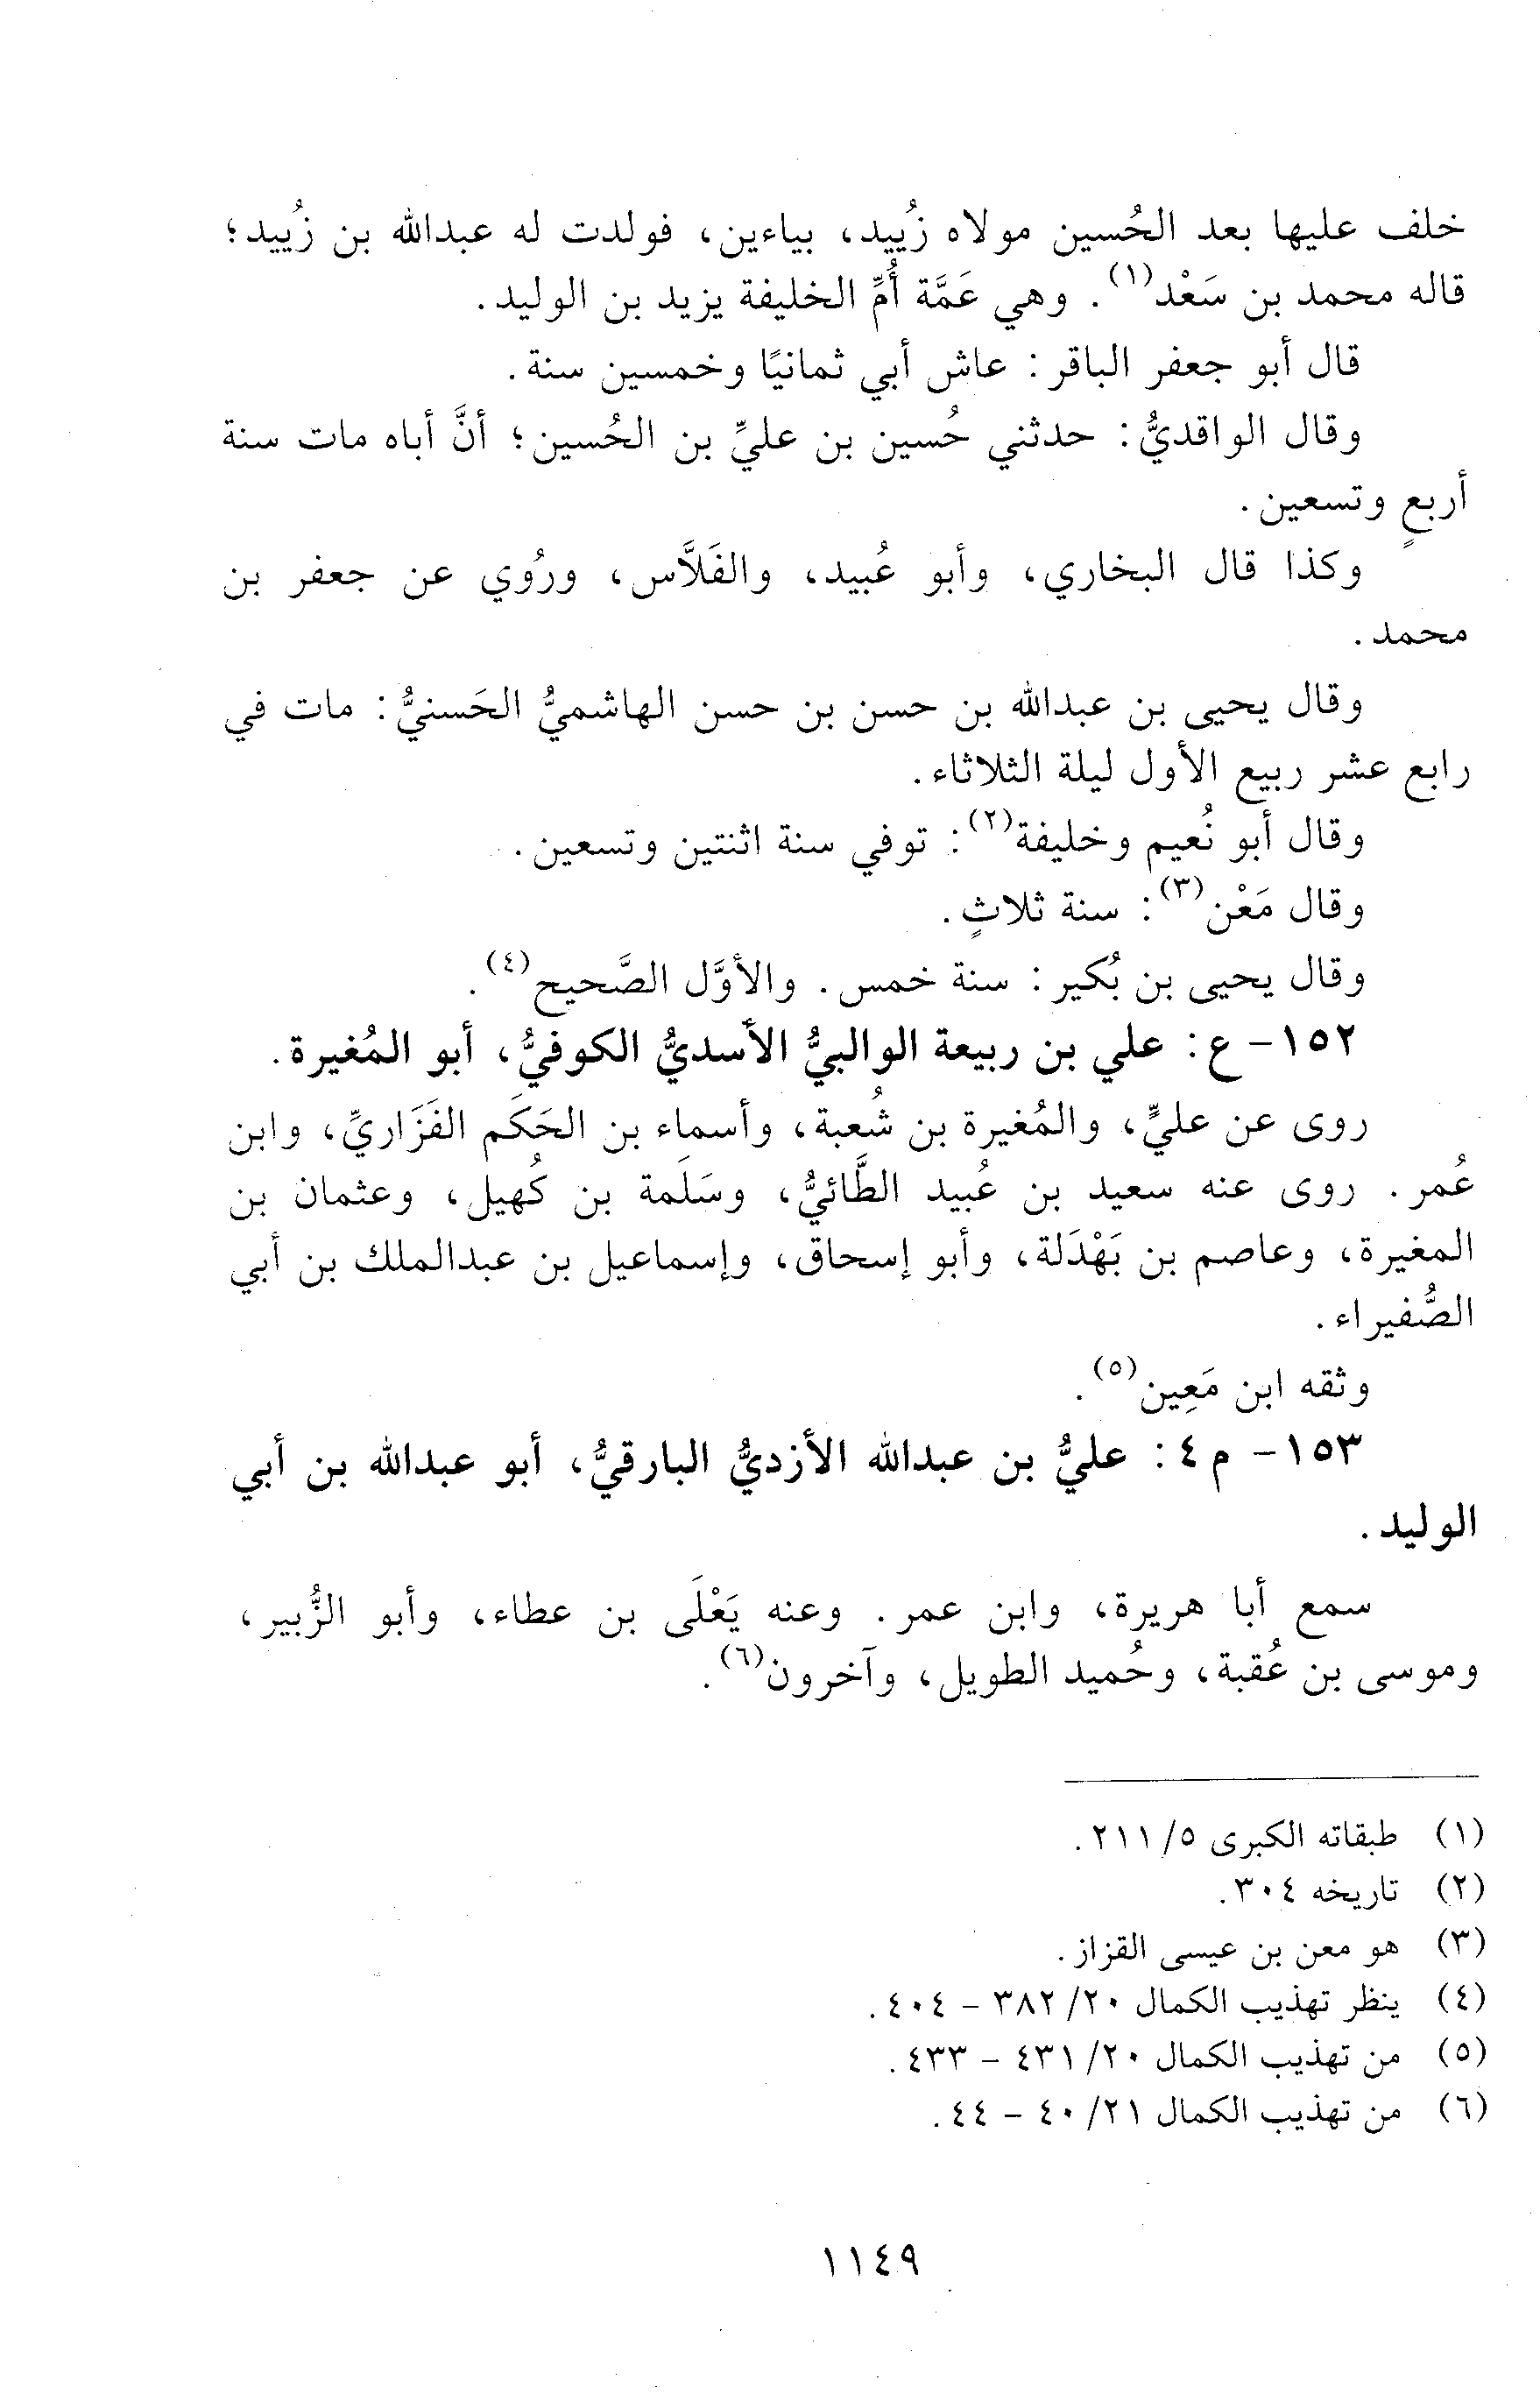 خلف عليها بعد الحُسين مولاه زُييد، بياءين، فولدت له عبدالله بن زُييد؛
قاله محمد بن سَعْد(١). وهي عَمَّة أُمِّ الخليفة يزيد بن الوليد.
قال أبو جعفر الباقر: عاش أبي ثمانيًا وخمسين سنة.
وقال الواقديُّ: حدثني حُسين بن عليِّ بن الحُسين؛ أنَّ أباه مات سنة
أربعٍ وتسعين.
وكذا قال البخاري، وأبو عُبيد، والفَلاَّس، ورُوي عن جعفر بن
محمد.
وقال يحيى بن عبدالله بن حسن بن حسن الهاشميُّ الحَسنيُّ: مات في
رابع عشر ربيع الأول ليلة الثلاثاء.
وقال أبو نُعيم وخليفة(٢): توفي سنة اثنتين وتسعين.
وقال مَعْن(٣): سنة ثلاثٍ.
وقال يحيى بن بُكير: سنة خمس. والأوَّل الصَّحيح(٤).
١٥٢- ع: علي بن ربيعة الوالبيُّ الأسديُّ الكوفيُّ، أبو المُغيرة.
روى عن عليٍّ، والمُغيرة بن شُعبة، وأسماء بن الحَكَم الفَزَاريِّ، وابن
عُمر. روى عنه سعيد بن عُبيد الطَّائيُّ، وسَلَمة بن كُهيل، وعثمان بن
المغيرة، وعاصم بن بَهْدَلة، وأبو إسحاق، وإسماعيل بن عبدالملك بن أبي
الصُّفيراء.
وثقه ابن مَعِين(٥).
١٥٣- م ٤: عليُّ بن عبدالله الأزديُّ البارقيُّ، أبو عبدالله بن أبي
الوليد.
سمع أبا هريرة، وابن عمر. وعنه يَعْلَى بن عطاء، وأبو الزُّبير،
وموسى بن عُقبة، وحُميد الطويل، وآخرون(٦).
(١) طبقاته الكبرى ٥/ ٢١١.
(٢) تاريخه ٣٠٤.
(٣) هو معن بن عيسى القزاز.
(٤) ينظر تهذيب الكمال ٢٠/ ٣٨٢ - ٤٠٤.
(٥) من تهذيب الكمال ٢٠/ ٤٣١ - ٤٣٣.
(٦) من تهذيب الكمال ٢١/ ٤٠ - ٤٤.
١١٤٩